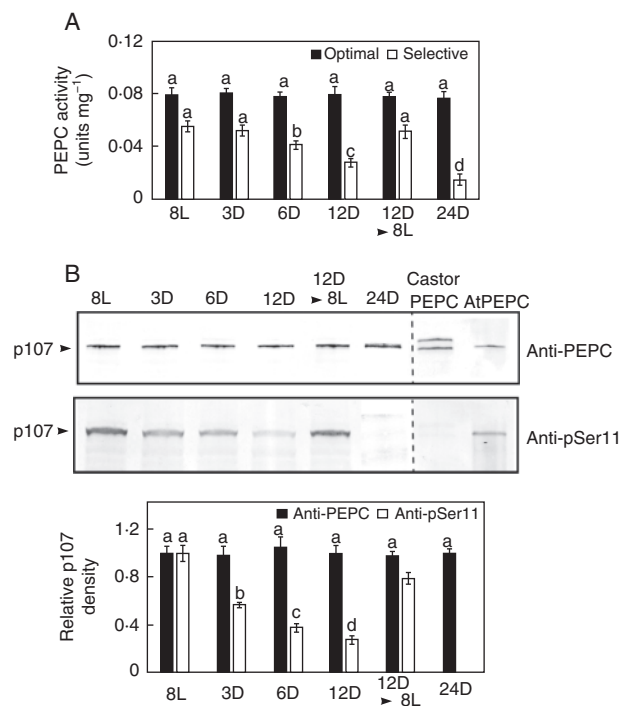 A
0·12
0·08
0·04
0
PEPC activity
(units mg⁻¹)
Optimal Selective
a a a a b a c a a a d
8L 3D 6D 12D 12D ► 8L 24D
B
8L 3D 6D 12D 12D ► 8L 24D Castor PEPC AtPEPC
p107 ► Anti-PEPC
p107 ► Anti-pSer11
1·2
0·8
0·4
0
Relative p107
density
Anti-PEPC Anti-pSer11
a a a b a c a d a a a
8L 3D 6D 12D 12D ► 8L 24D